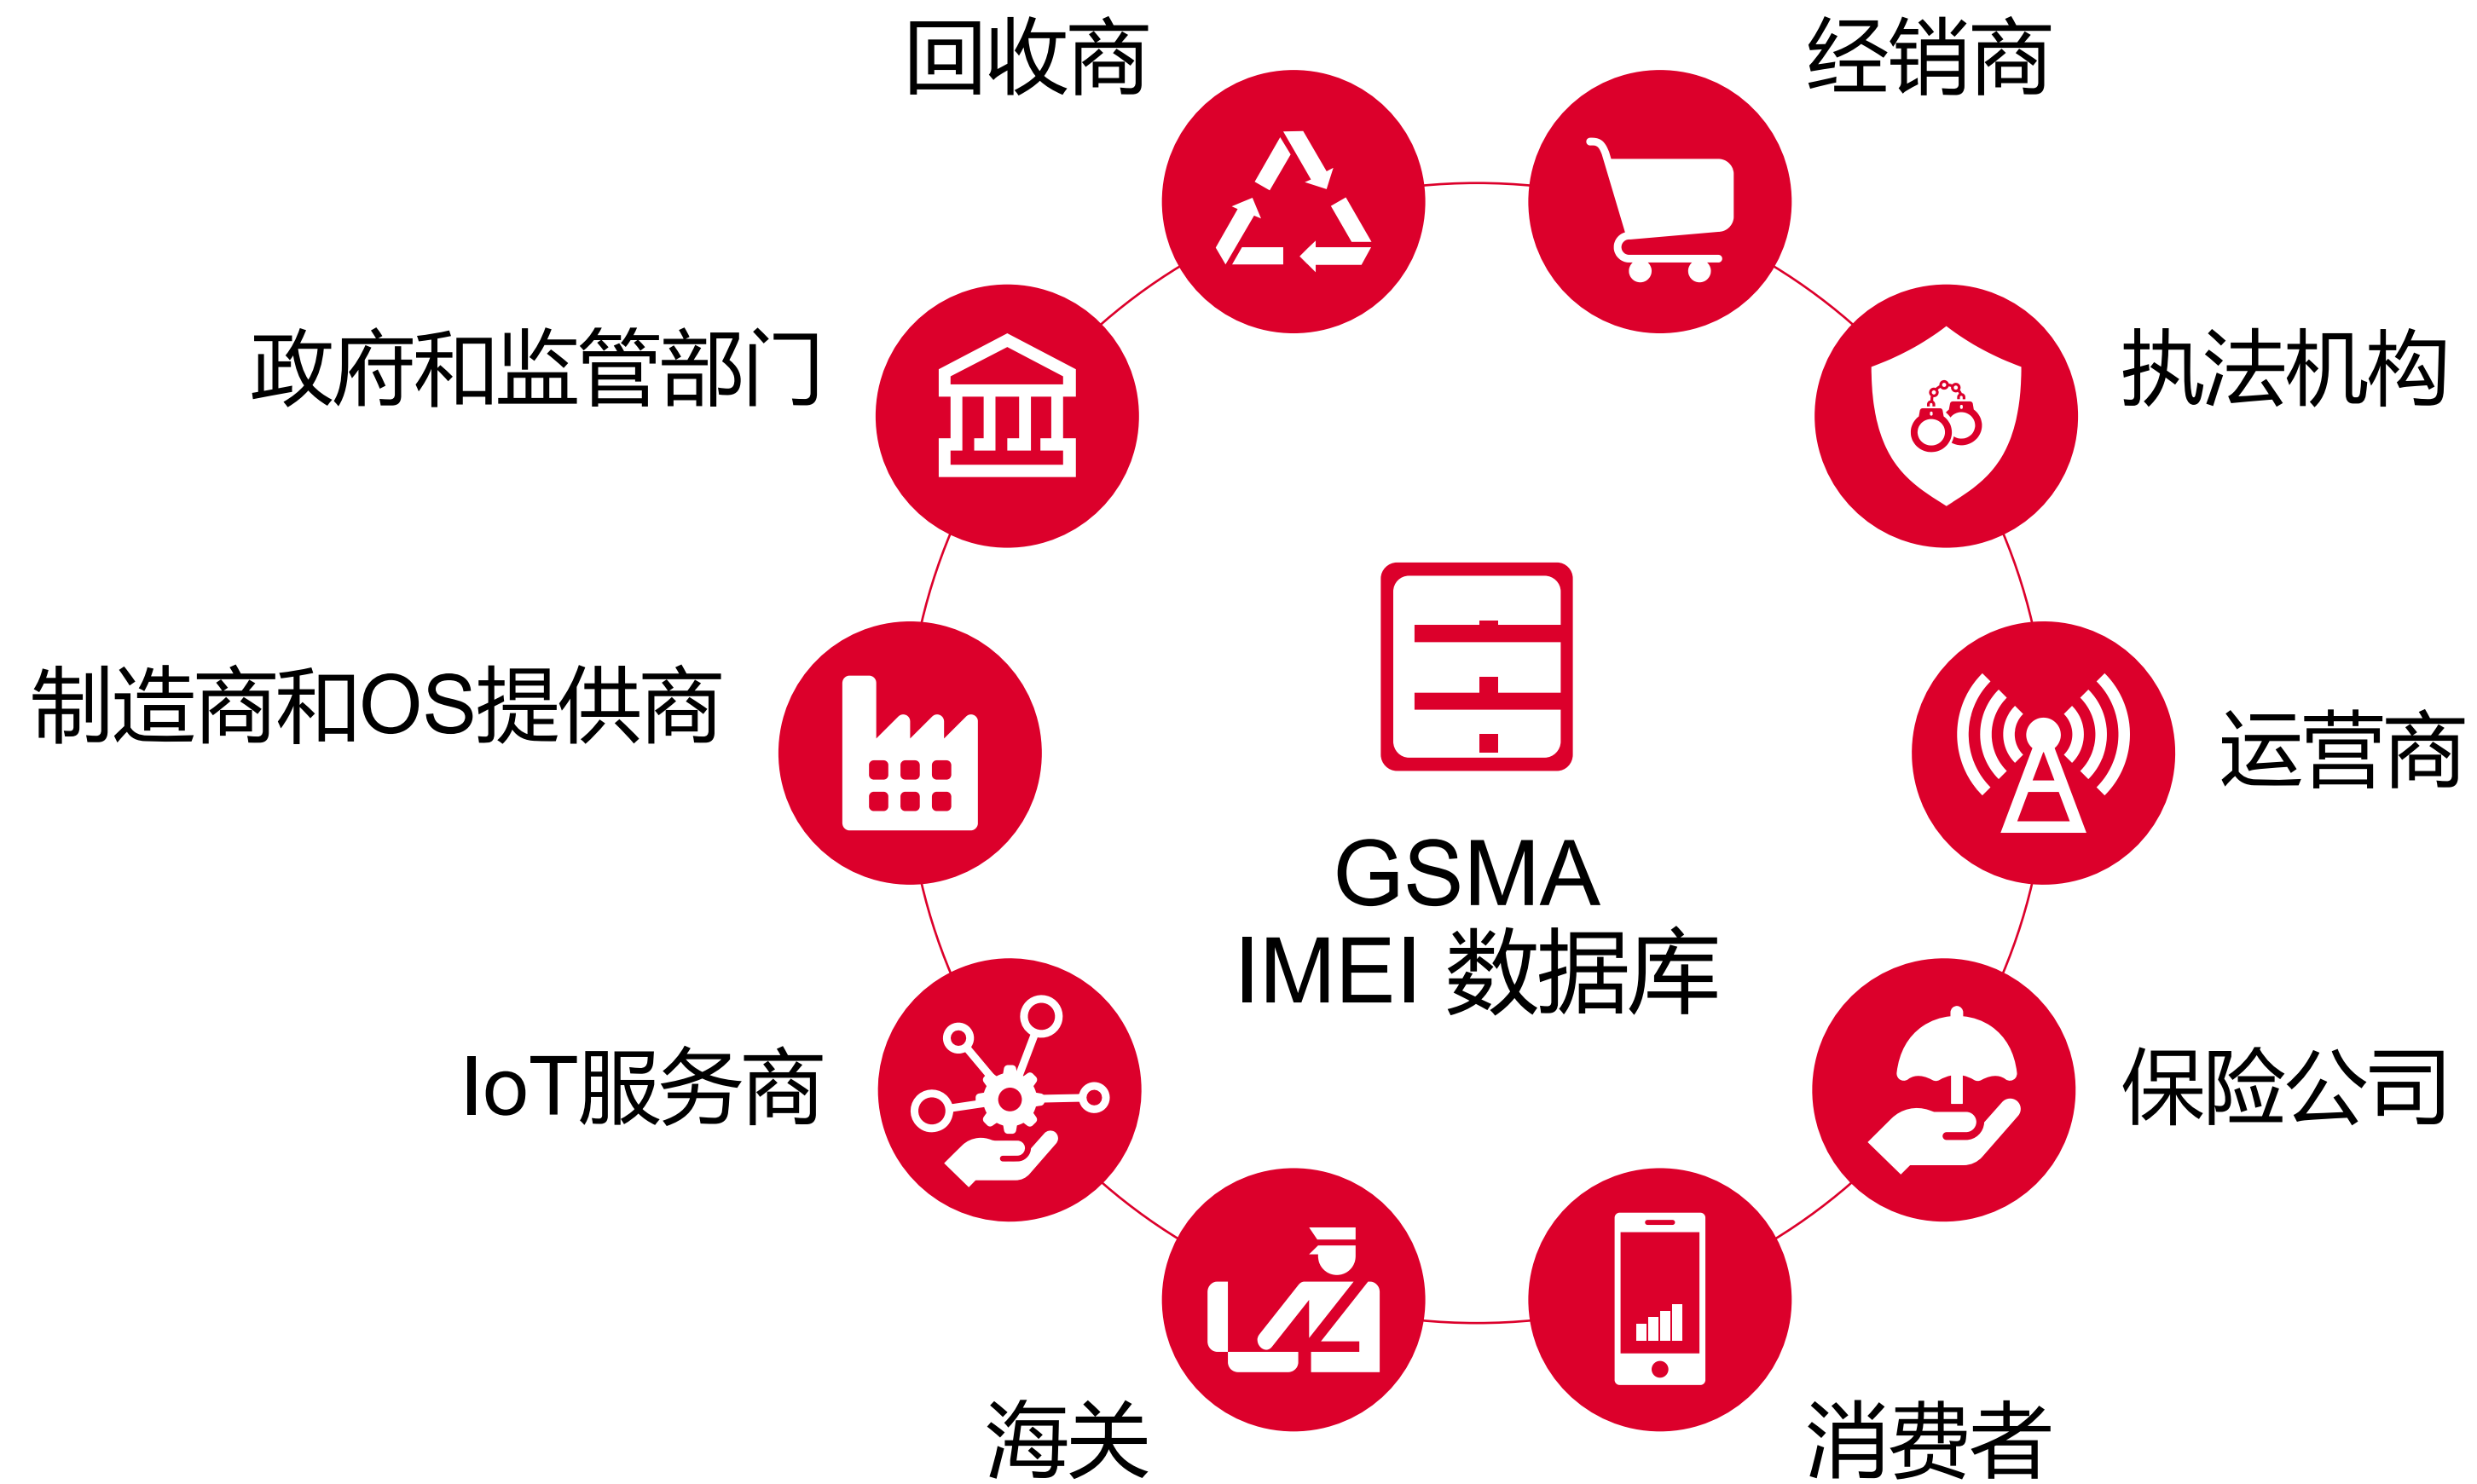 回收商
经销商
政府和监管部门
执法机构
制造商和OS提供商
运营商
GSMA
IMEI 数据库
IoT服务商
保险公司
海关
消费者